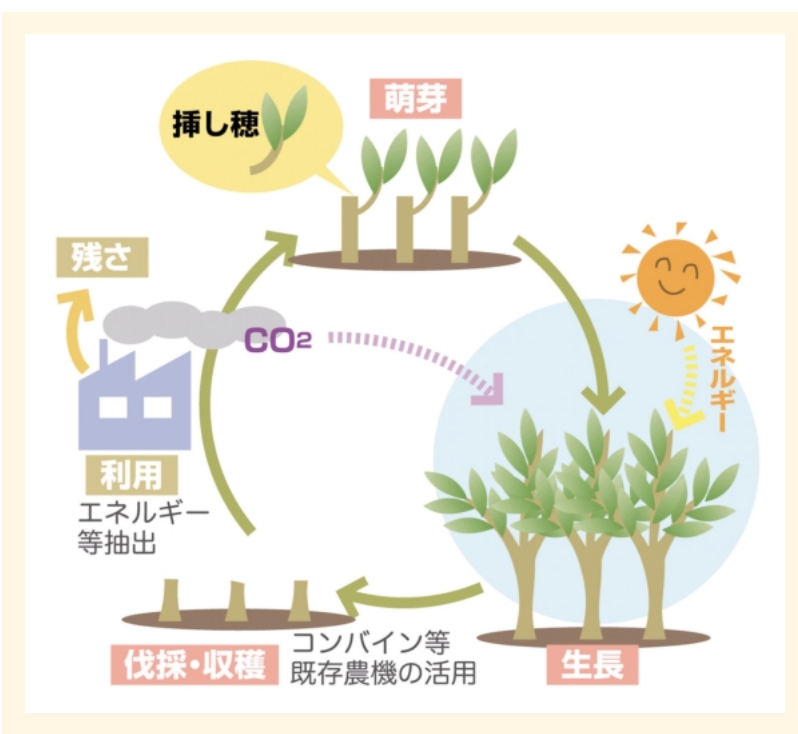 挿し穂
萌芽
残さ
CO2
エネルギー
利用
エネルギー
等抽出
伐採・収穫
コンバイン等
既存農機の活用
生長